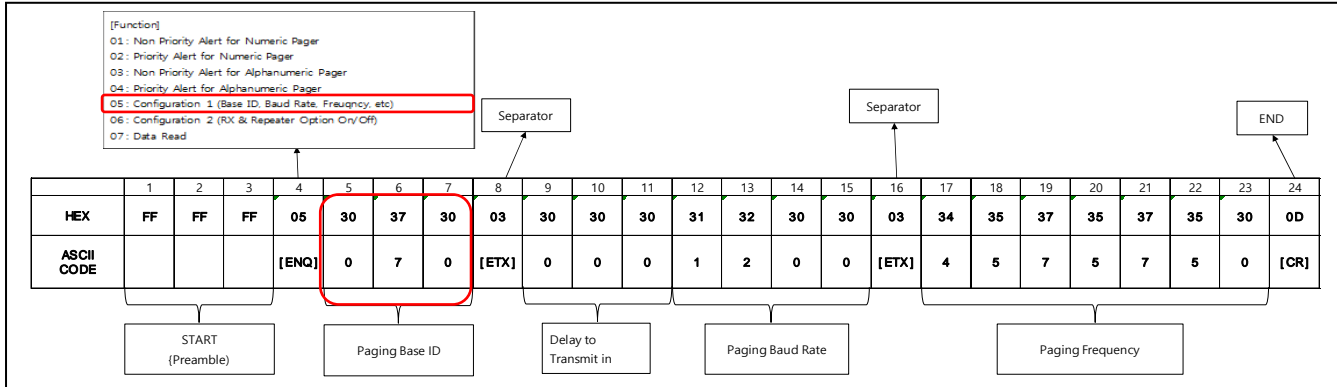 [Function]
01 : Non Priority Alert for Numeric Pager
02 : Priority Alert for Numeric Pager
03 : Non Priority Alert for Alphanumeric Pager
04 : Priority Alert for Alphanumeric Pager
05 : Configuration 1 (Base ID, Baud Rate, Freuqncy, etc)
06 : Configuration 2 (RX & Repeater Option On/Off)
07 : Data Read
Separator
Separator
END
1 2 3 4 5 6 7 8 9 10 11 12 13 14 15 16 17 18 19 20 21 22 23 24
HEX FF FF FF 05 30 37 30 03 30 30 30 31 32 30 30 03 34 35 37 35 37 35 30 0D
ASCII CODE [ENQ] 0 7 0 [ETX] 0 0 0 1 2 0 0 [ETX] 4 5 7 5 7 5 0 [CR]
START
{Preamble)
Paging Base ID
Delay to
Transmit in
Paging Baud Rate
Paging Frequency